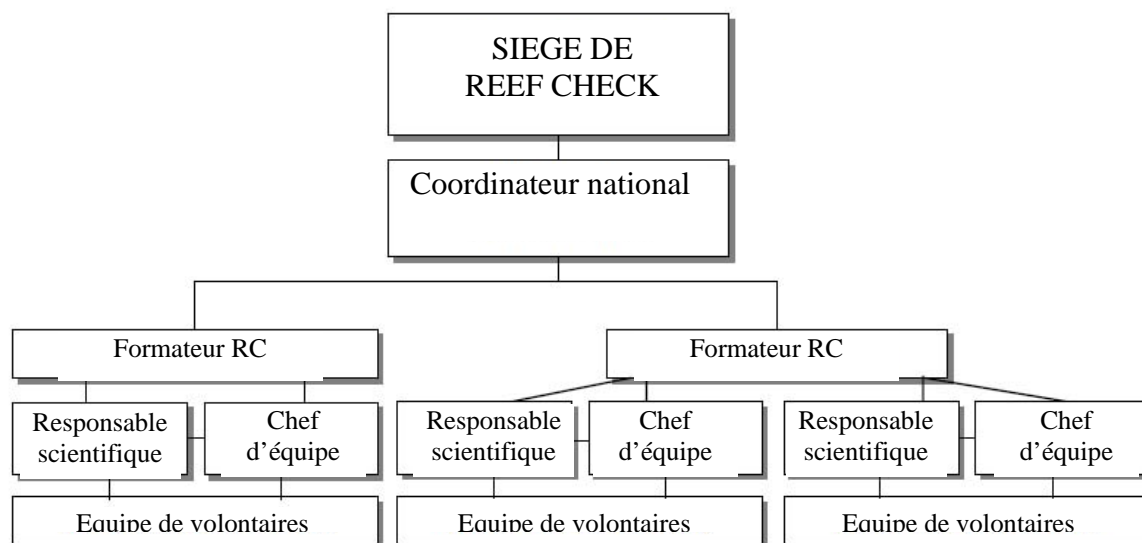 SIEGE DE
REEF CHECK
Coordinateur national
Formateur RC
Formateur RC
Responsable
scientifique
Chef
d’équipe
Responsable
scientifique
Chef
d’équipe
Responsable
scientifique
Chef
d’équipe
Equipe de volontaires
Equipe de volontaires
Equipe de volontaires